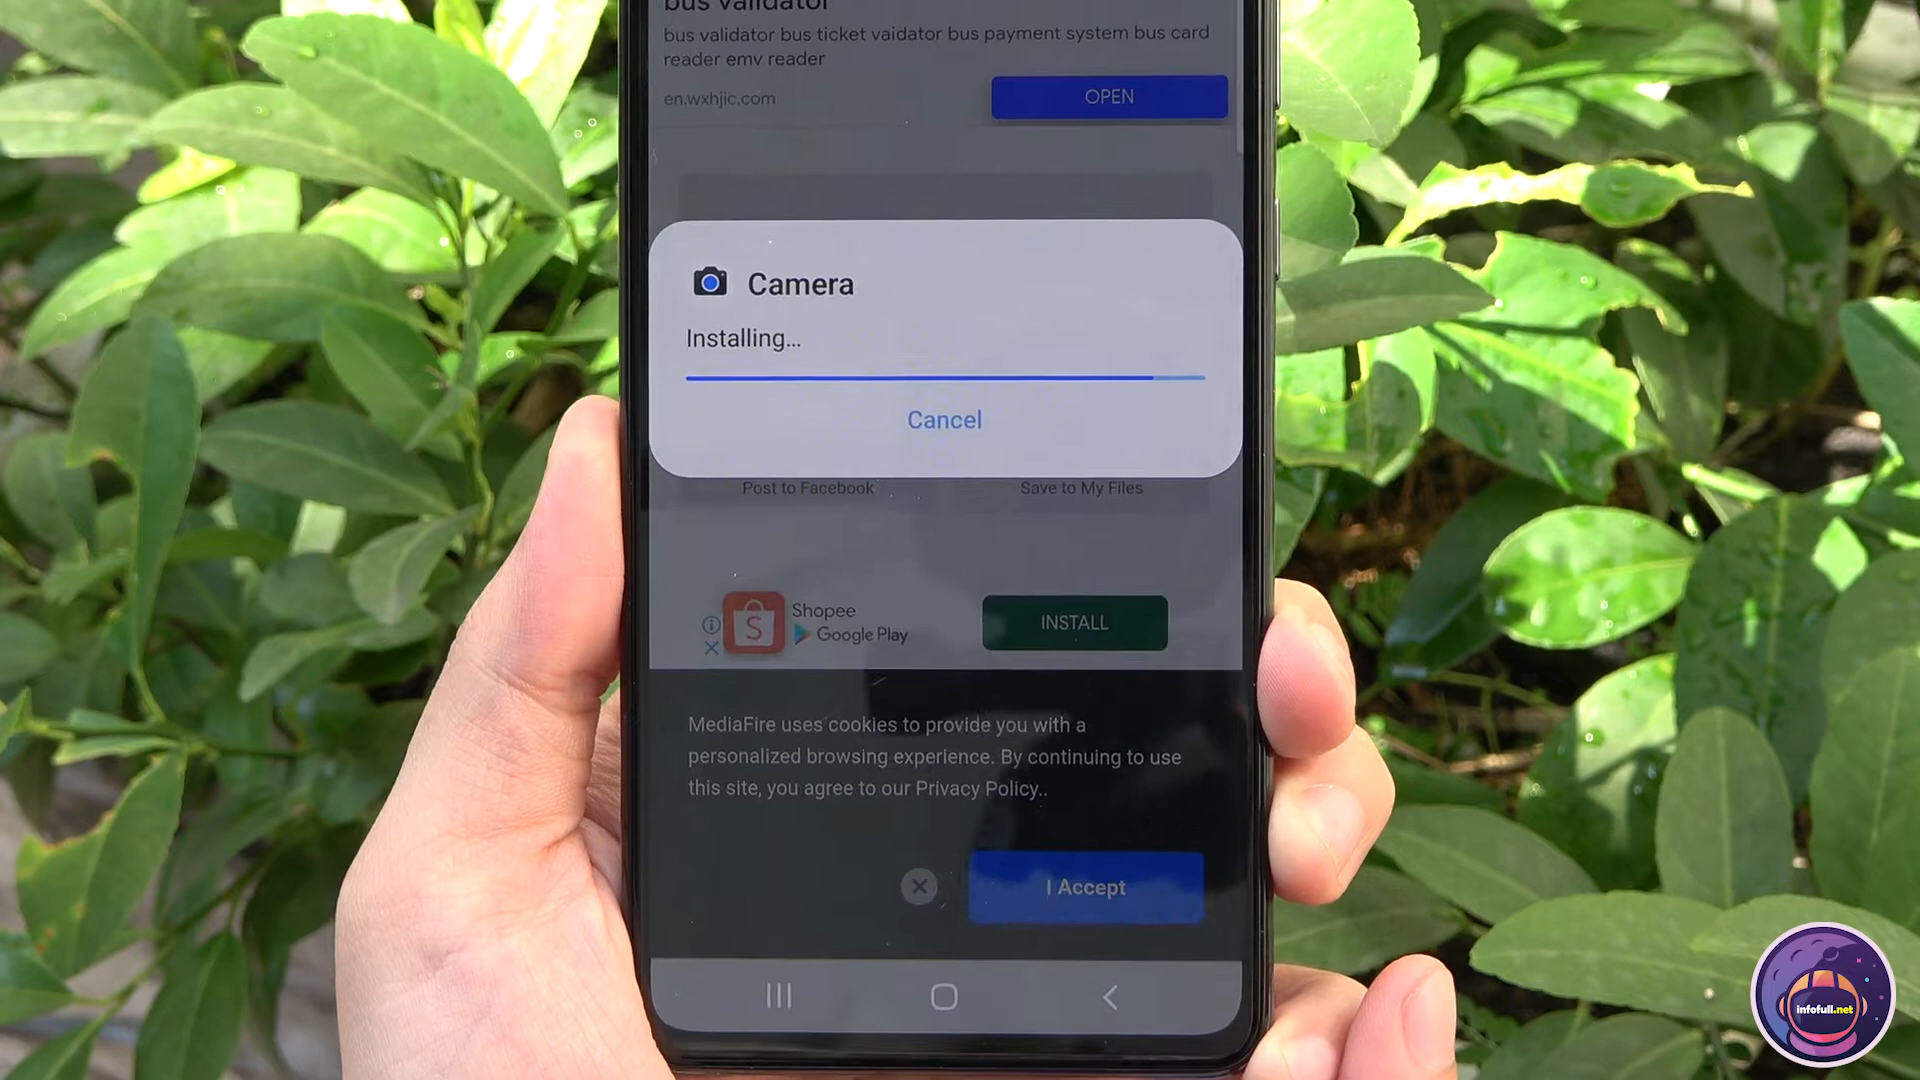 bus validator
bus validator bus ticket vaidator bus payment system bus card
reader emv reader
en.wxhjic.com
OPEN
Camera
Installing...
Cancel
Post to Facebook
Save to My Files
Shopee
Google Play
INSTALL
MediaFire uses cookies to provide you with a
personalized browsing experience. By continuing to use
this site, you agree to our Privacy Policy..
I Accept
infofull.net